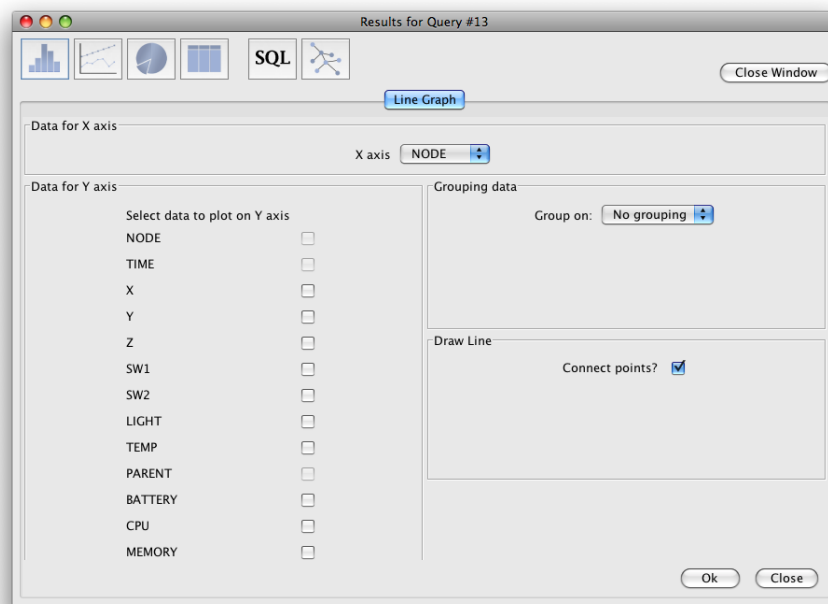 Results for Query #13
SQL
Close Window
Line Graph
Data for X axis
X axis NODE
Data for Y axis
Select data to plot on Y axis
NODE
TIME
X
Y
Z
SW1
SW2
LIGHT
TEMP
PARENT
BATTERY
CPU
MEMORY
Grouping data
Group on: No grouping
Draw Line
Connect points?
Ok Close